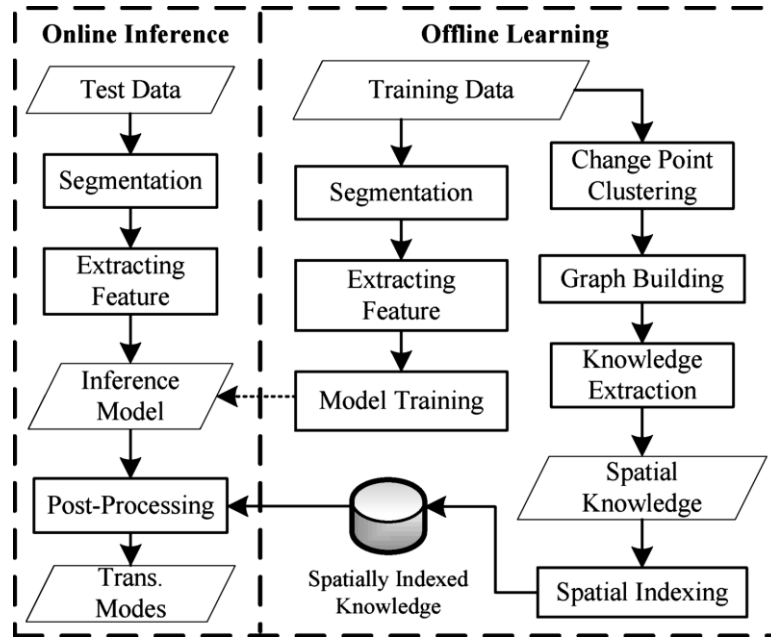 Online Inference
Test Data
Segmentation
Extracting
Feature
Inference
Model
Post-Processing
Trans.
Modes
Offline Learning
Training Data
Segmentation
Extracting
Feature
Model Training
Change Point
Clustering
Graph Building
Knowledge
Extraction
Spatial
Knowledge
Spatial Indexing
Spatially Indexed
Knowledge